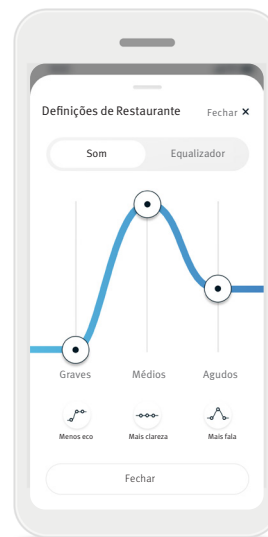 Definições de Restaurante
Fechar ×
Som
Equalizador
Graves
Médios
Agudos
Menos eco
Mais clareza
Mais fala
Fechar